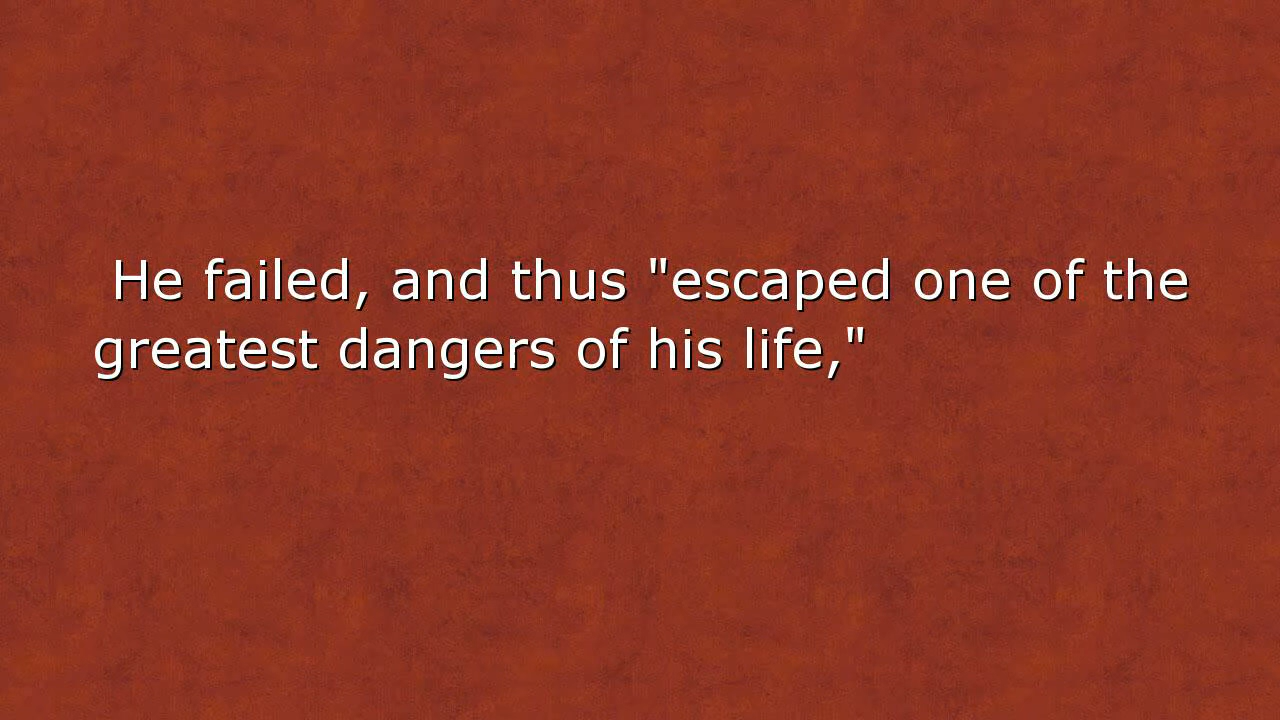 He failed, and thus "escaped one of the
greatest dangers of his life,"